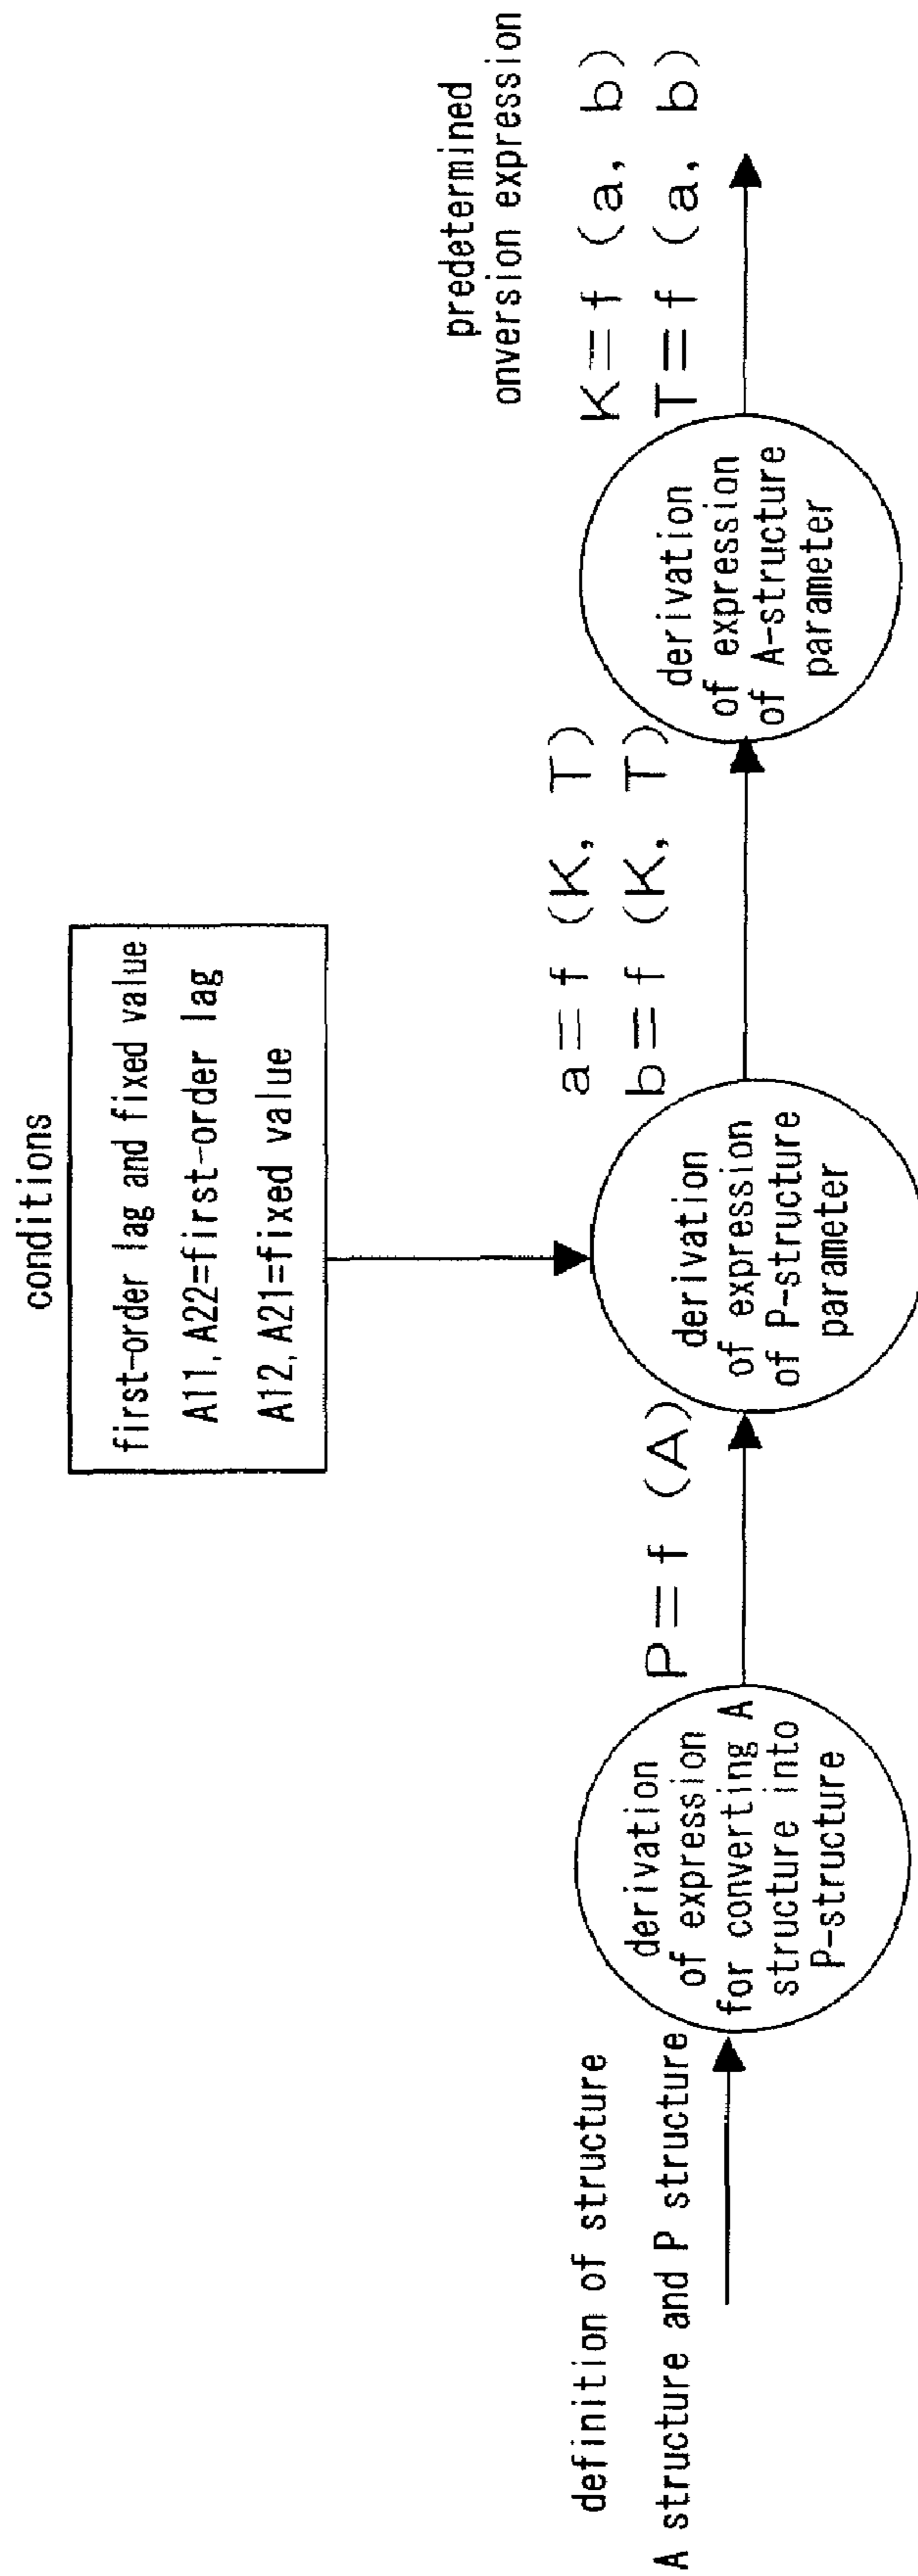 conditions
first-order lag and fixed value
A11, A22=first-order lag
A12, A21=fixed value
definition of structure
A structure and P structure
derivation
of expression
for converting A
structure into
P-structure
P=f (A)
derivation
of expression
of P-structure
parameter
a=f (K, T)
b=f (K, T)
derivation
of expression
of A-structure
parameter
predetermined
onversion expression
K=f (a, b)
T=f (a, b)